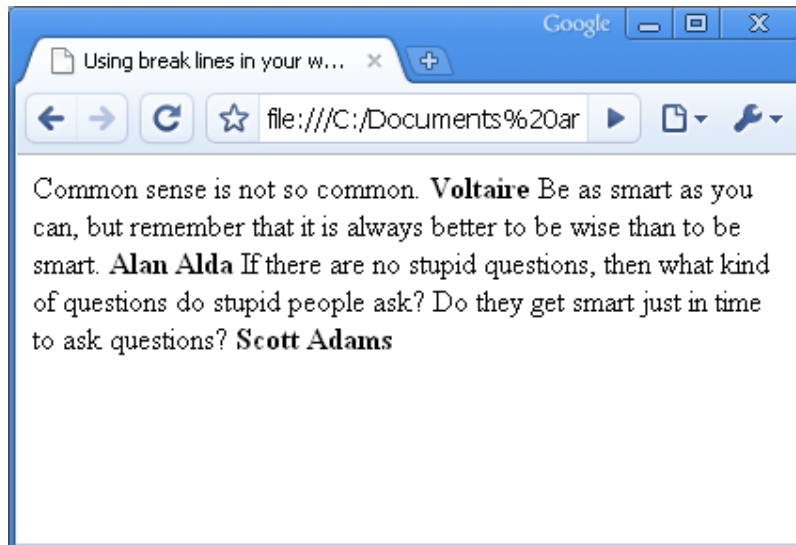 Google
Using break lines in your w...
file:///C:/Documents%20ar
Common sense is not so common. Voltaire Be as smart as you
can, but remember that it is always better to be wise than to be
smart. Alan Alda If there are no stupid questions, then what kind
of questions do stupid people ask? Do they get smart just in time
to ask questions? Scott Adams